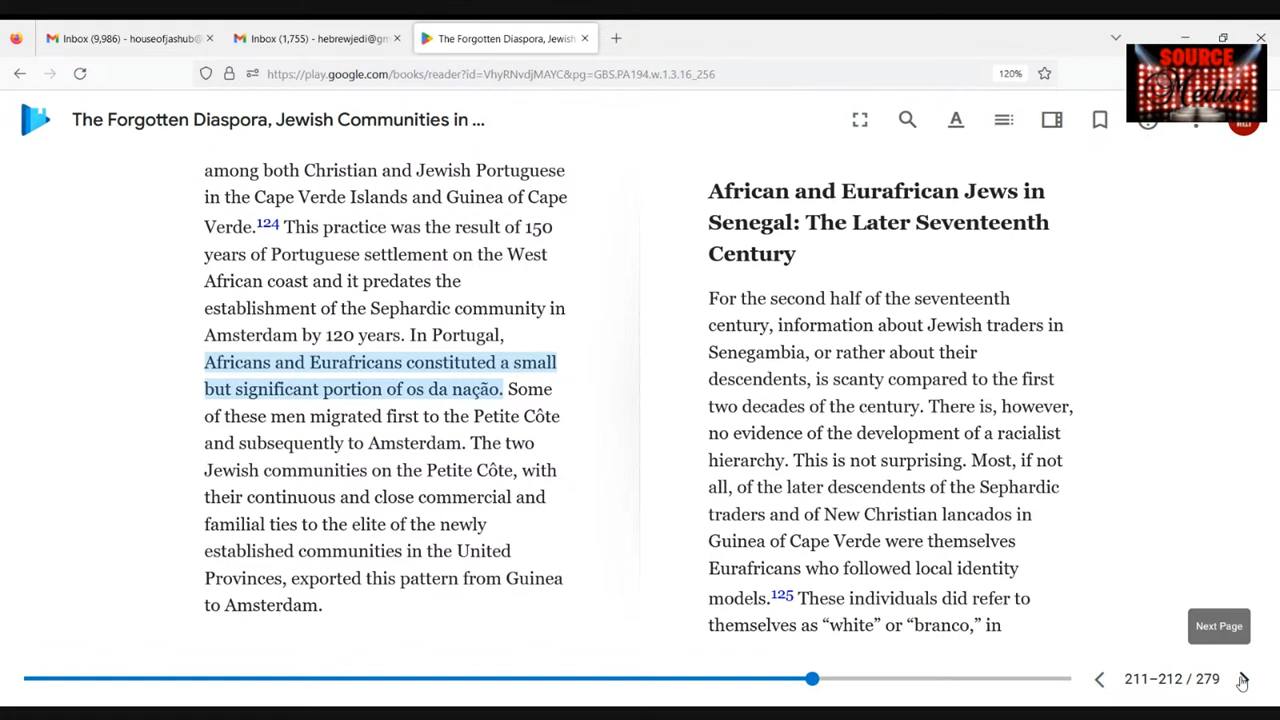 Inbox (9,986) - houseofjashub@
Inbox (1,755) - hebrewjedi@gm
The Forgotten Diaspora, Jewish
https://play.google.com/books/reader?id=VhyRNvdjMAYC&pg=GBS.PA194.w.1.3.16_256
120%
SOURCE
Media
The Forgotten Diaspora, Jewish Communities in ...
among both Christian and Jewish Portuguese
in the Cape Verde Islands and Guinea of Cape
Verde.124 This practice was the result of 150
years of Portuguese settlement on the West
African coast and it predates the
establishment of the Sephardic community in
Amsterdam by 120 years. In Portugal,
Africans and Eurafricans constituted a small
but significant portion of os da nação. Some
of these men migrated first to the Petite Côte
and subsequently to Amsterdam. The two
Jewish communities on the Petite Côte, with
their continuous and close commercial and
familial ties to the elite of the newly
established communities in the United
Provinces, exported this pattern from Guinea
to Amsterdam.
African and Eurafrican Jews in
Senegal: The Later Seventeenth
Century
For the second half of the seventeenth
century, information about Jewish traders in
Senegambia, or rather about their
descendents, is scanty compared to the first
two decades of the century. There is, however,
no evidence of the development of a racialist
hierarchy. This is not surprising. Most, if not
all, of the later descendents of the Sephardic
traders and of New Christian lancados in
Guinea of Cape Verde were themselves
Eurafricans who followed local identity
models.125 These individuals did refer to
themselves as “white” or “branco,” in
Next Page
211–212 / 279